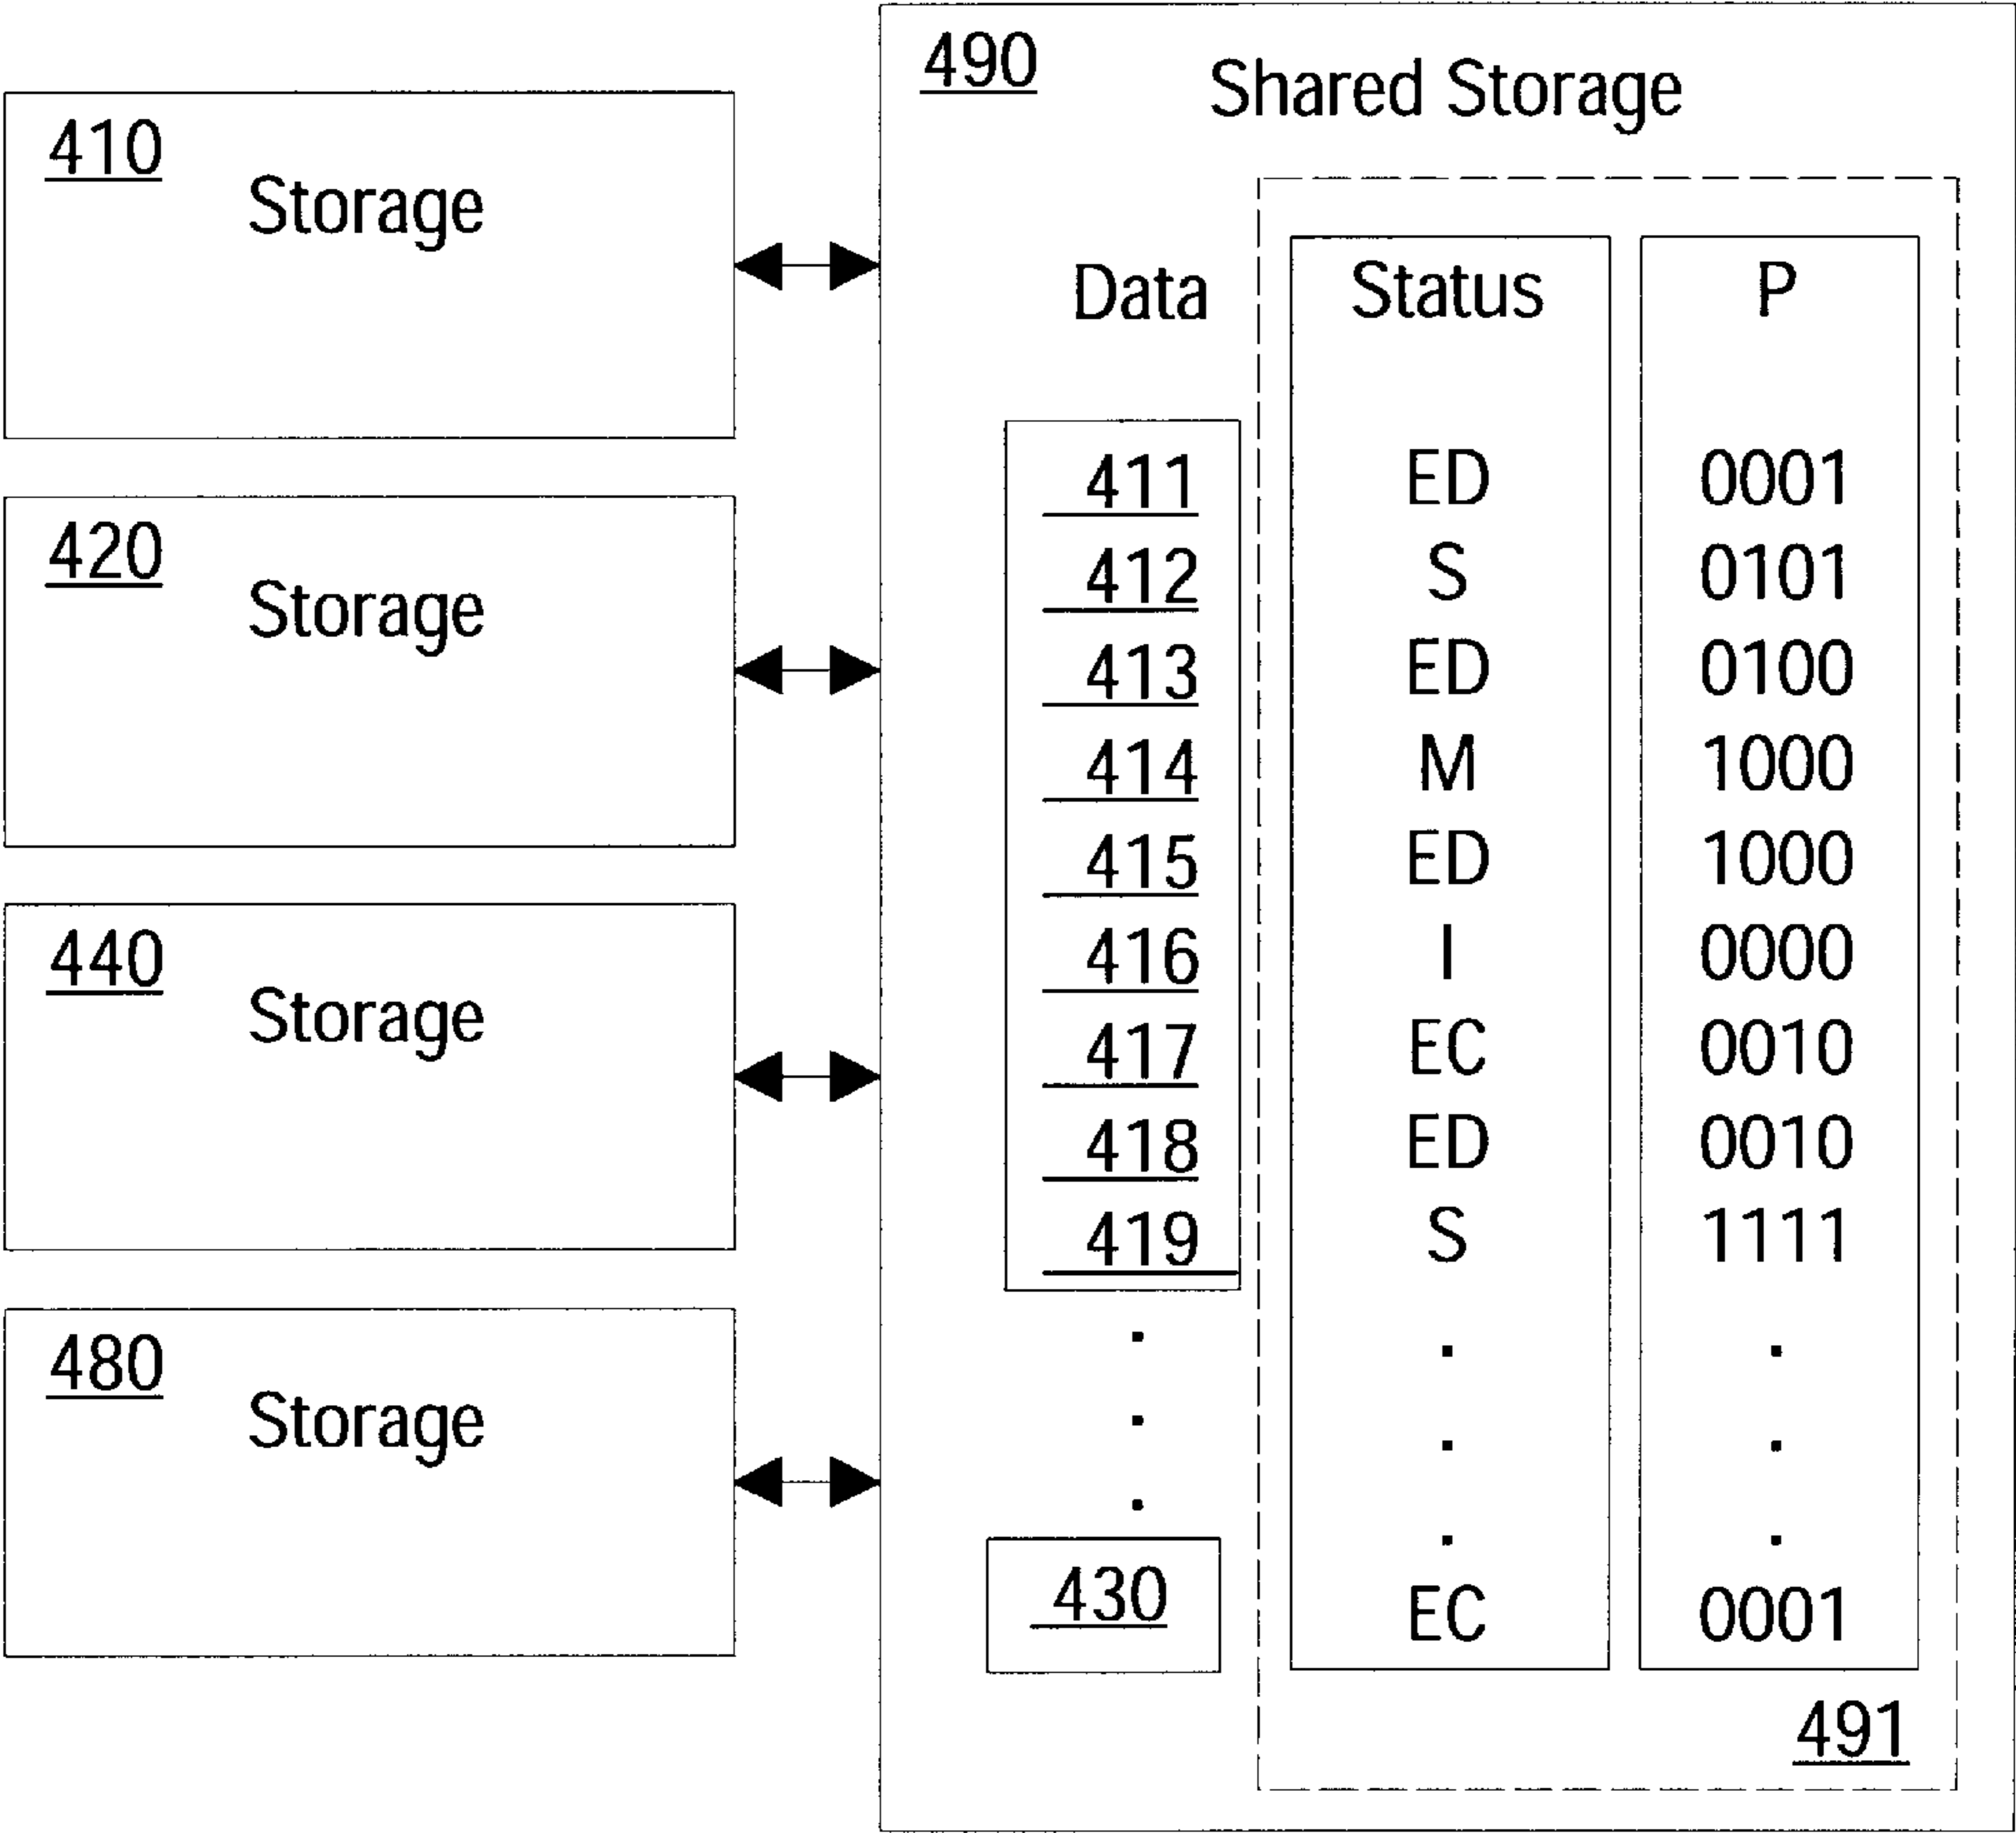 410
Storage
420
Storage
440
Storage
480
Storage
490
Shared Storage
Data Status P
411 ED 0001
412 S 0101
413 ED 0100
414 M 1000
415 ED 1000
416 I 0000
417 EC 0010
418 ED 0010
419 S 1111
. . .
. . .
. . .
430 EC 0001
491